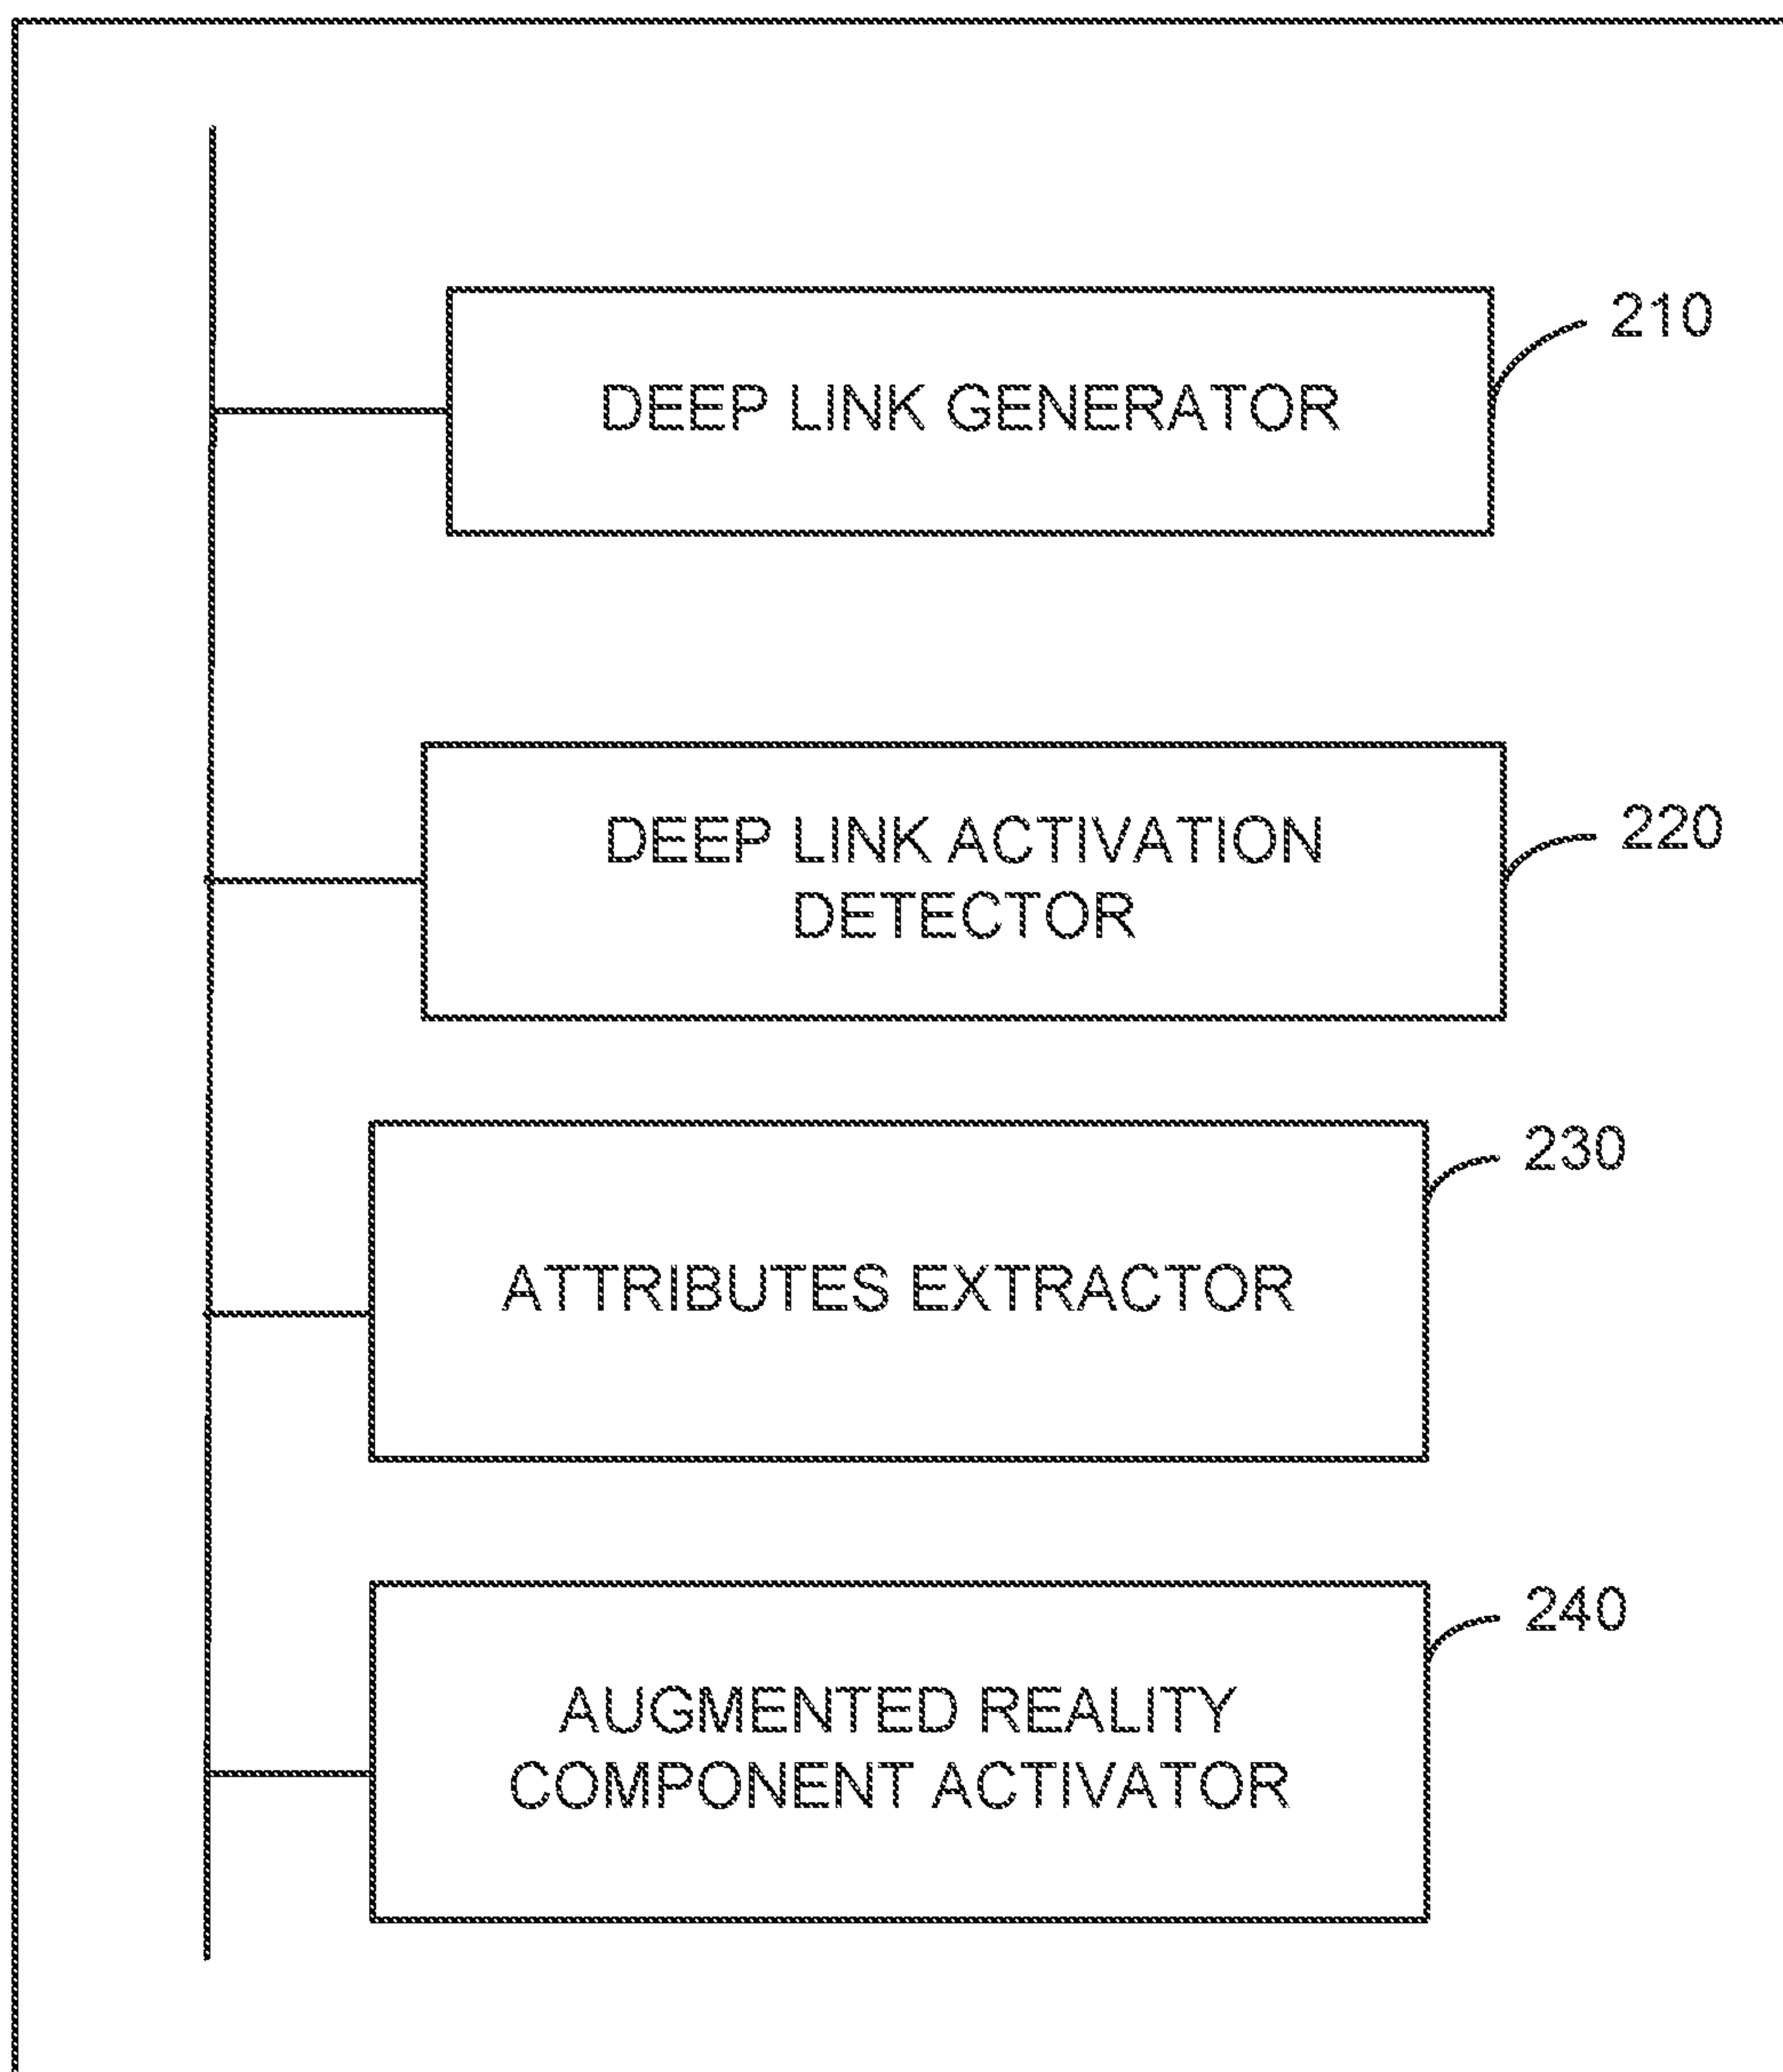 210
DEEP LINK GENERATOR
220
DEEP LINK ACTIVATION
DETECTOR
230
ATTRIBUTES EXTRACTOR
240
AUGMENTED REALITY
COMPONENT ACTIVATOR